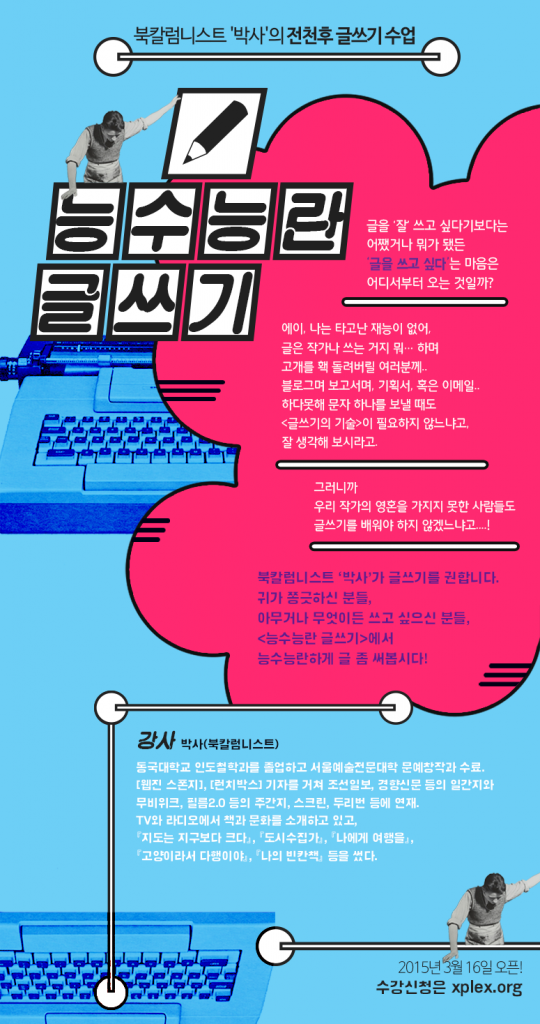 북칼럼니스트 '박사'의 전천후 글쓰기 수업
능수능란
글쓰기
글을 '잘' 쓰고 싶다기보다는
어쨌거나 뭐가 됐든
'글을 쓰고 싶다'는 마음은
어디서부터 오는 것일까?
에이, 나는 타고난 재능이 없어,
글은 작가나 쓰는 거지 뭐… 하며
고개를 홱 돌려버릴 여러분께..
블로그며 보고서며, 기획서, 혹은 이메일..
하다못해 문자 하나를 보낼 때도
<글쓰기의 기술>이 필요하지 않느냐고,
잘 생각해 보시라고.
그러니까
우리 작가의 영혼을 가지지 못한 사람들도
글쓰기를 배워야 하지 않겠느냐고....!
북칼럼니스트 '박사'가 글쓰기를 권합니다.
귀가 쫑긋하신 분들,
아무거나 무엇이든 쓰고 싶으신 분들,
<능수능란 글쓰기>에서
능수능란하게 글 좀 써봅시다!
강사 박사(북칼럼니스트)
동국대학교 인도철학과를 졸업하고 서울예술전문대학 문예창작과 수료.
[웹진 스폰지], [런치박스] 기자를 거쳐 조선일보, 경향신문 등의 일간지와
무비위크, 필름2.0 등의 주간지, 스크린, 두리번 등에 연재.
TV와 라디오에서 책과 문화를 소개하고 있고,
『지도는 지구보다 크다』, 『도시수집가』, 『나에게 여행을』,
『고양이라서 다행이야』, 『나의 빈칸책』 등을 썼다.
2015년 3월 16일 오픈!
수강신청은 xplex.org